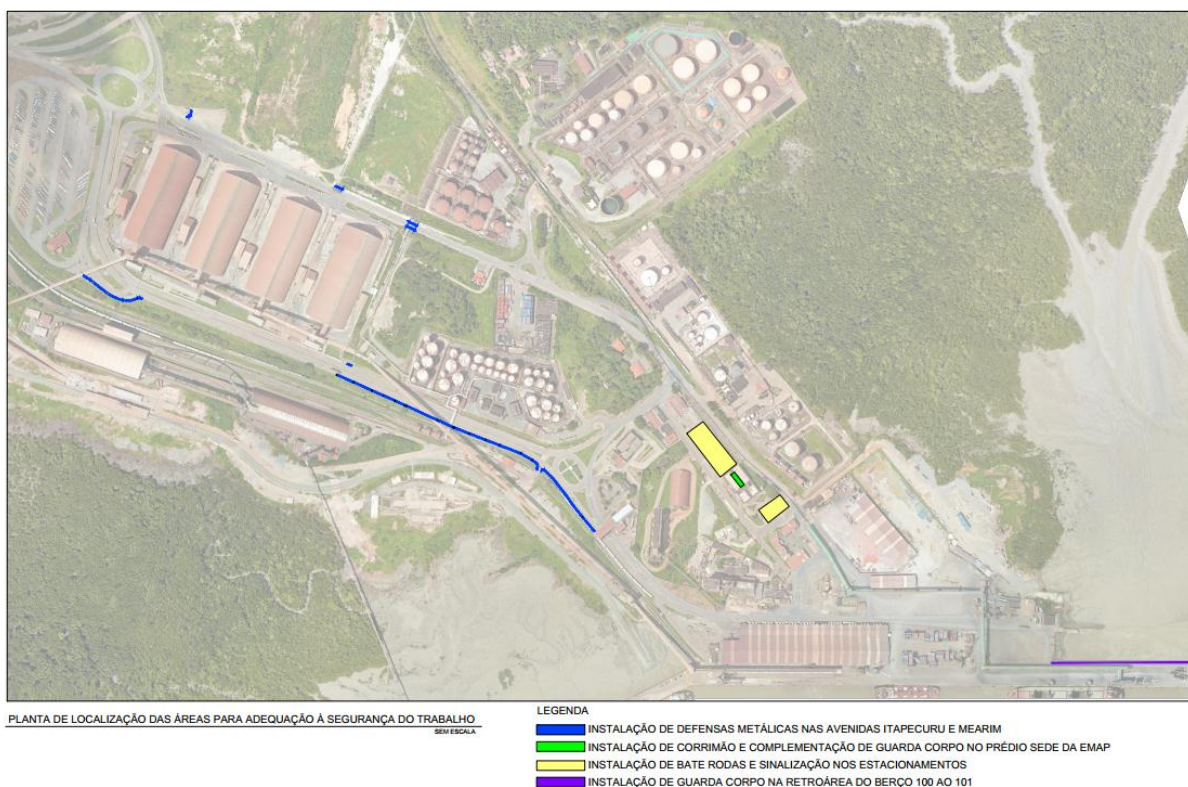 PLANTA DE LOCALIZAÇÃO DAS ÁREAS PARA ADEQUAÇÃO À SEGURANÇA DO TRABALHO
SEM ESCALA
LEGENDA
INSTALAÇÃO DE DEFENSAS METÁLICAS NAS AVENIDAS ITAPECURU E MEARIM
INSTALAÇÃO DE CORRIMÃO E COMPLEMENTAÇÃO DE GUARDA CORPO NO PRÉDIO SEDE DA EMAP
INSTALAÇÃO DE BATE RODAS E SINALIZAÇÃO NOS ESTACIONAMENTOS
INSTALAÇÃO DE GUARDA CORPO NA RETROÁREA DO BERÇO 100 AO 101